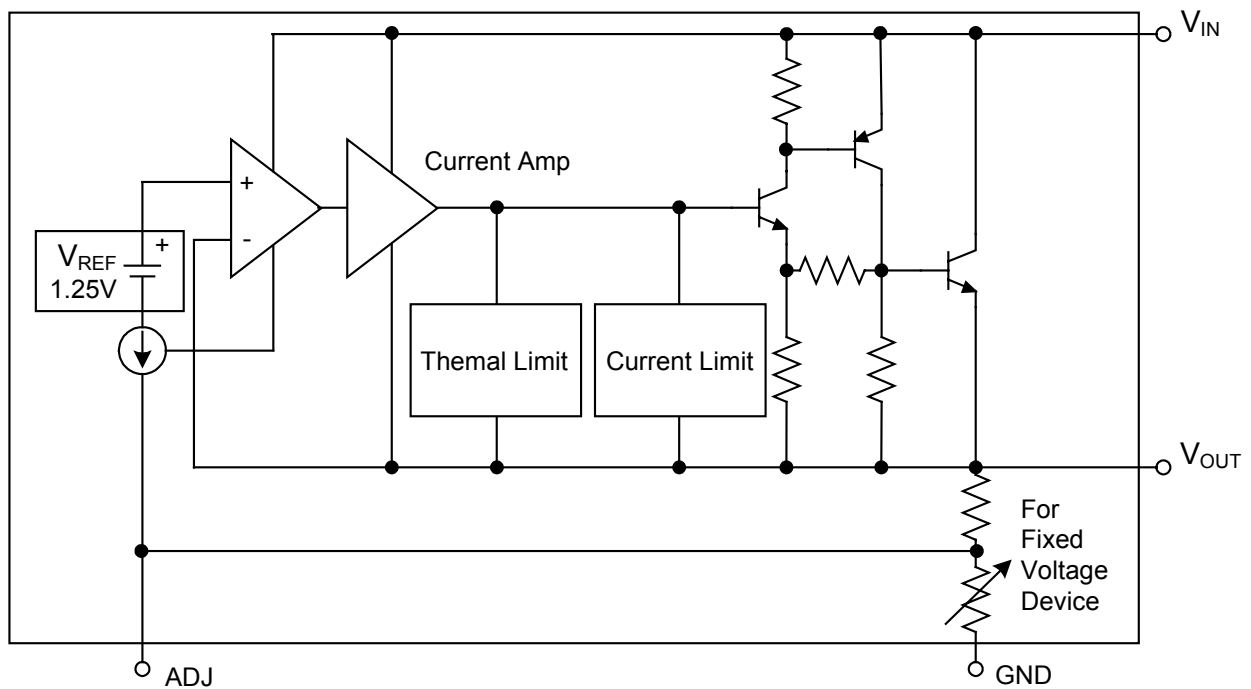 V_IN
Current Amp
+
-
+
V_REF
1.25V
Themal Limit
Current Limit
V_OUT
For
Fixed
Voltage
Device
ADJ
GND